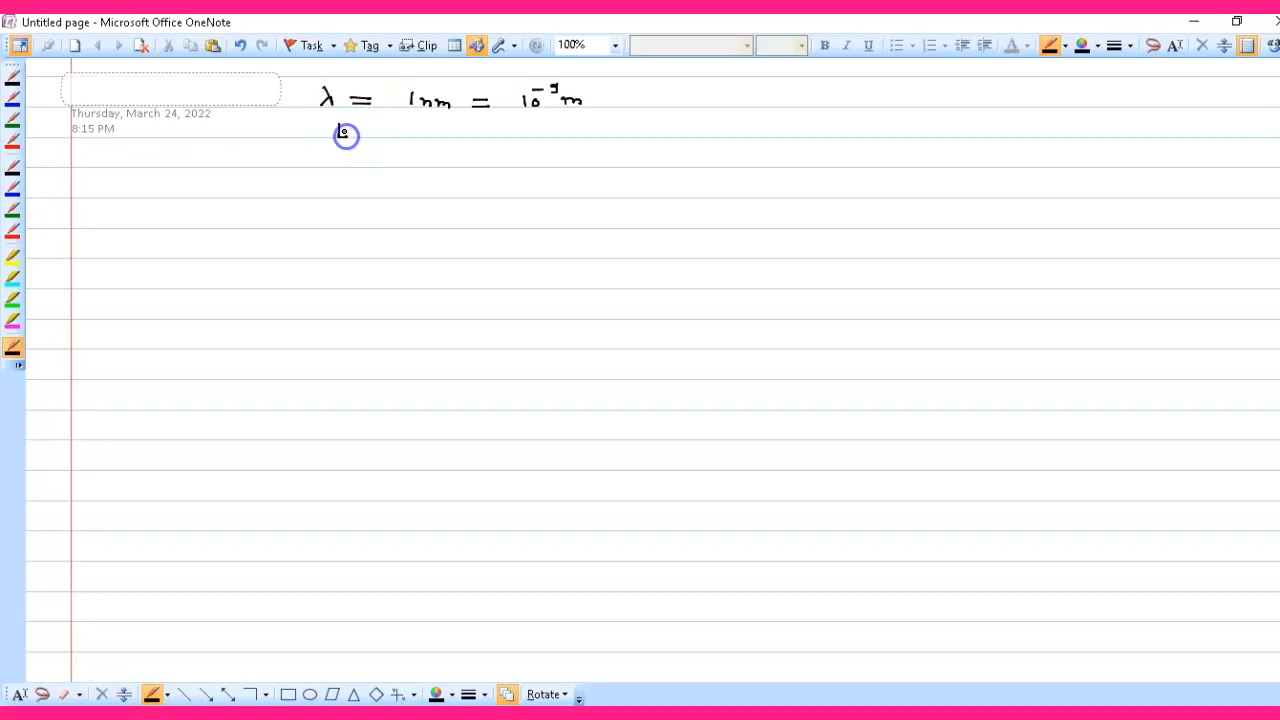 Untitled page - Microsoft Office OneNote
Task Tag Clip 100% B I U A
λ = 1nm = 10⁻⁹m
Thursday, March 24, 2022
8:15 PM
Rotate